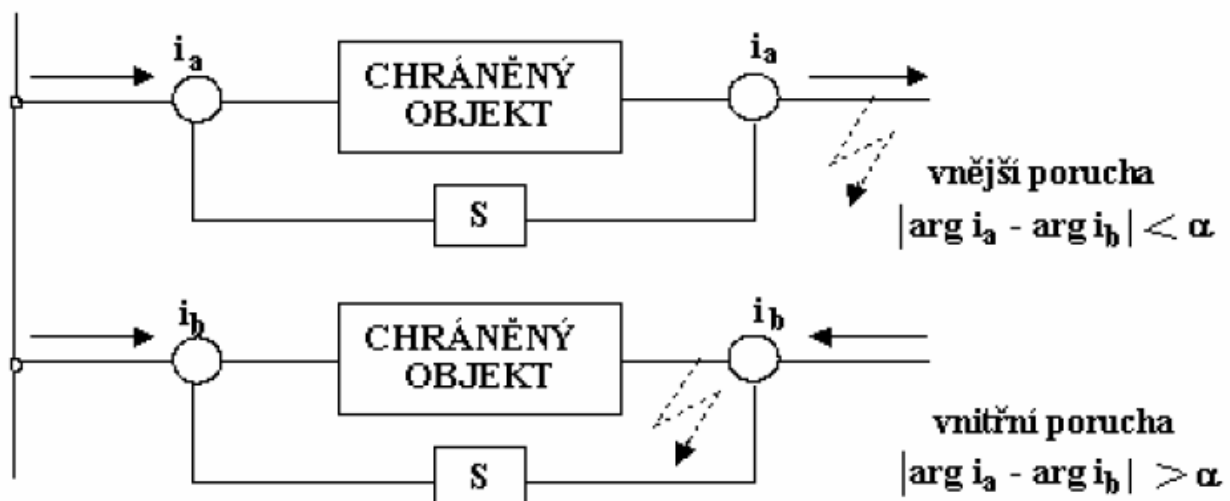 i_a
CHRÁNĚNÝ
OBJEKT
i_a
S
vnější porucha
|arg i_a - arg i_b| < α
i_b
CHRÁNĚNÝ
OBJEKT
i_b
S
vnitřní porucha
|arg i_a - arg i_b| > α